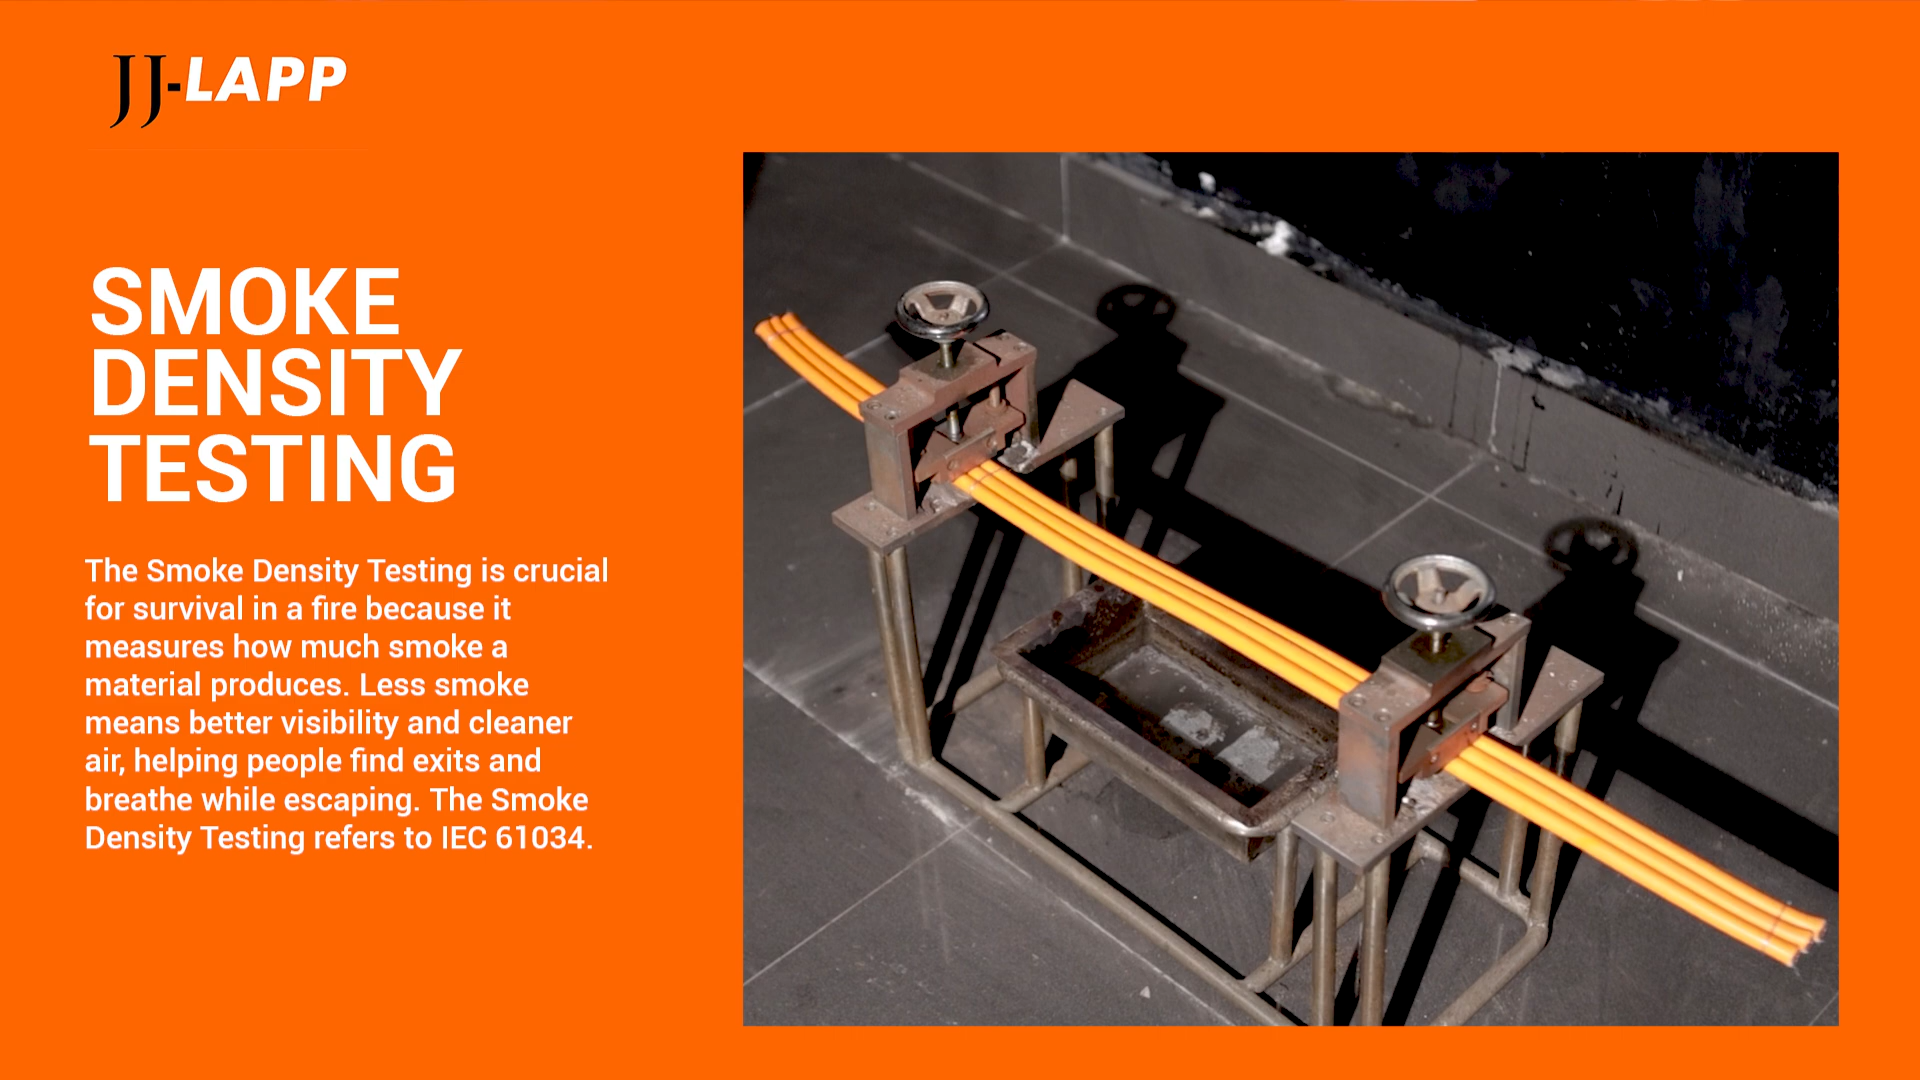 JJ-LAPP
SMOKE
DENSITY
TESTING
The Smoke Density Testing is crucial
for survival in a fire because it
measures how much smoke a
material produces. Less smoke
means better visibility and cleaner
air, helping people find exits and
breathe while escaping. The Smoke
Density Testing refers to IEC 61034.